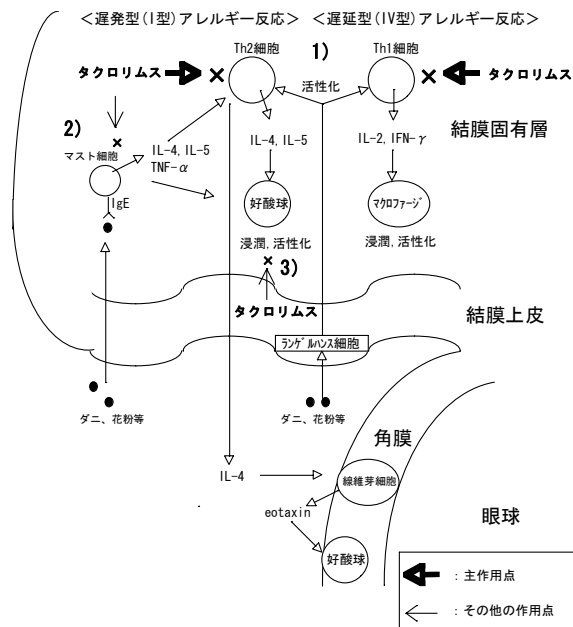 <遅発型(I型)アレルギー反応> <遅延型(IV型)アレルギー反応>
Th2細胞 1) Th1細胞
タクロリムス 活性化 タクロリムス
2)
IL-4, IL-5
TNF-α
IL-4, IL-5
IL-2, IFN-γ
結膜固有層
マスト細胞
IgE
好酸球
マクロファージ
浸潤, 活性化
浸潤, 活性化
3)
タクロリムス
結膜上皮
ランゲルハンス細胞
ダニ、花粉等
ダニ、花粉等
角膜
IL-4
線維芽細胞
eotaxin
眼球
好酸球
：主作用点
：その他の作用点